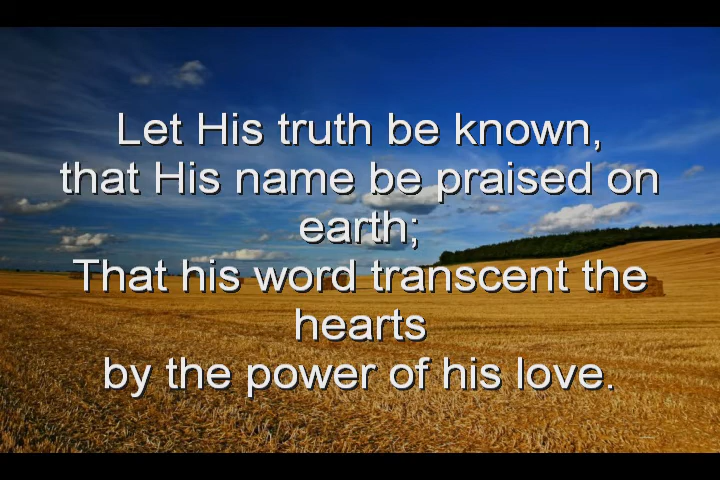 Let His truth be known,
that His name be praised on
earth;
That his word transcent the
hearts
by the power of his love.